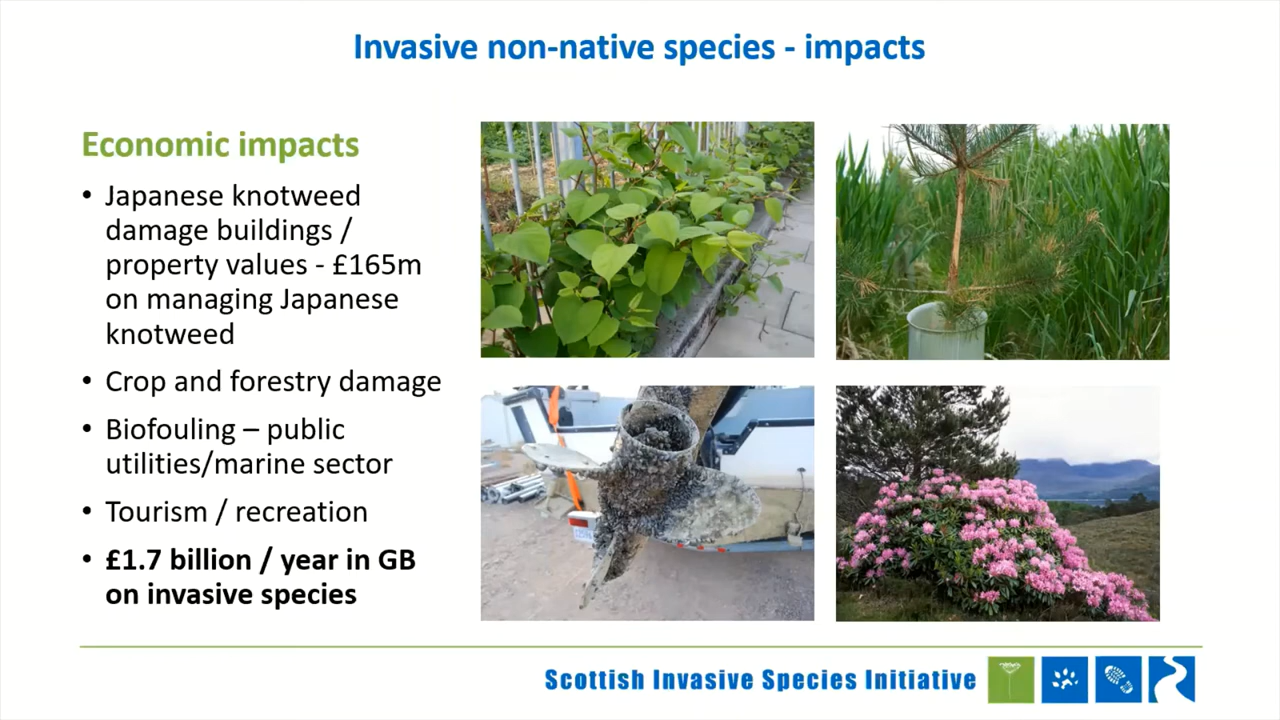 Invasive non-native species - impacts
Economic impacts
• Japanese knotweed
damage buildings /
property values - £165m
on managing Japanese
knotweed
• Crop and forestry damage
• Biofouling – public
utilities/marine sector
• Tourism / recreation
• £1.7 billion / year in GB
on invasive species
Scottish Invasive Species Initiative